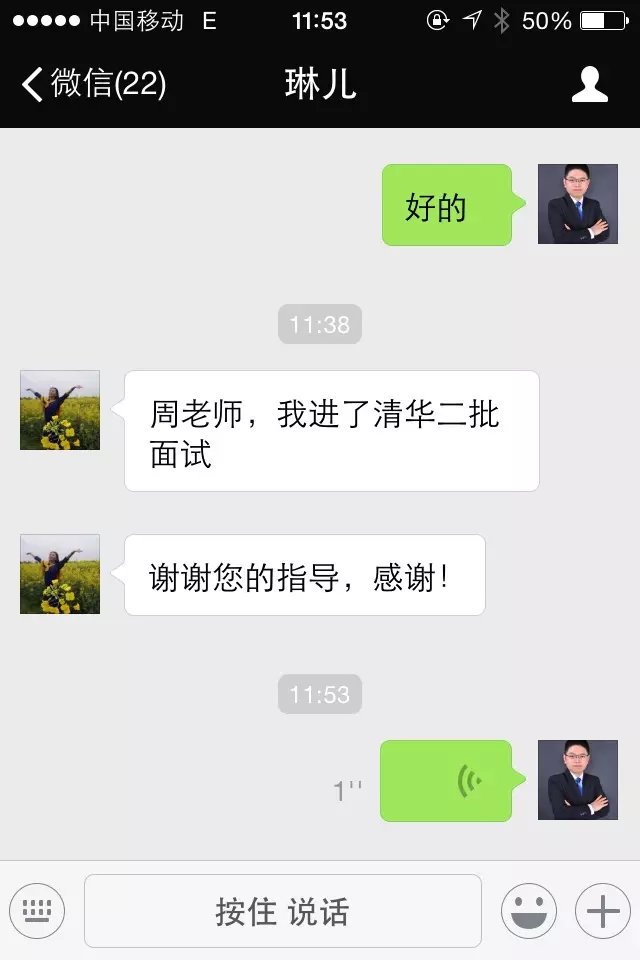 中国移动 E 11:53 50%
微信(22) 琳儿
好的
11:38
周老师，我进了清华二批
面试
谢谢您的指导，感谢！
11:53
1''
按住 说话